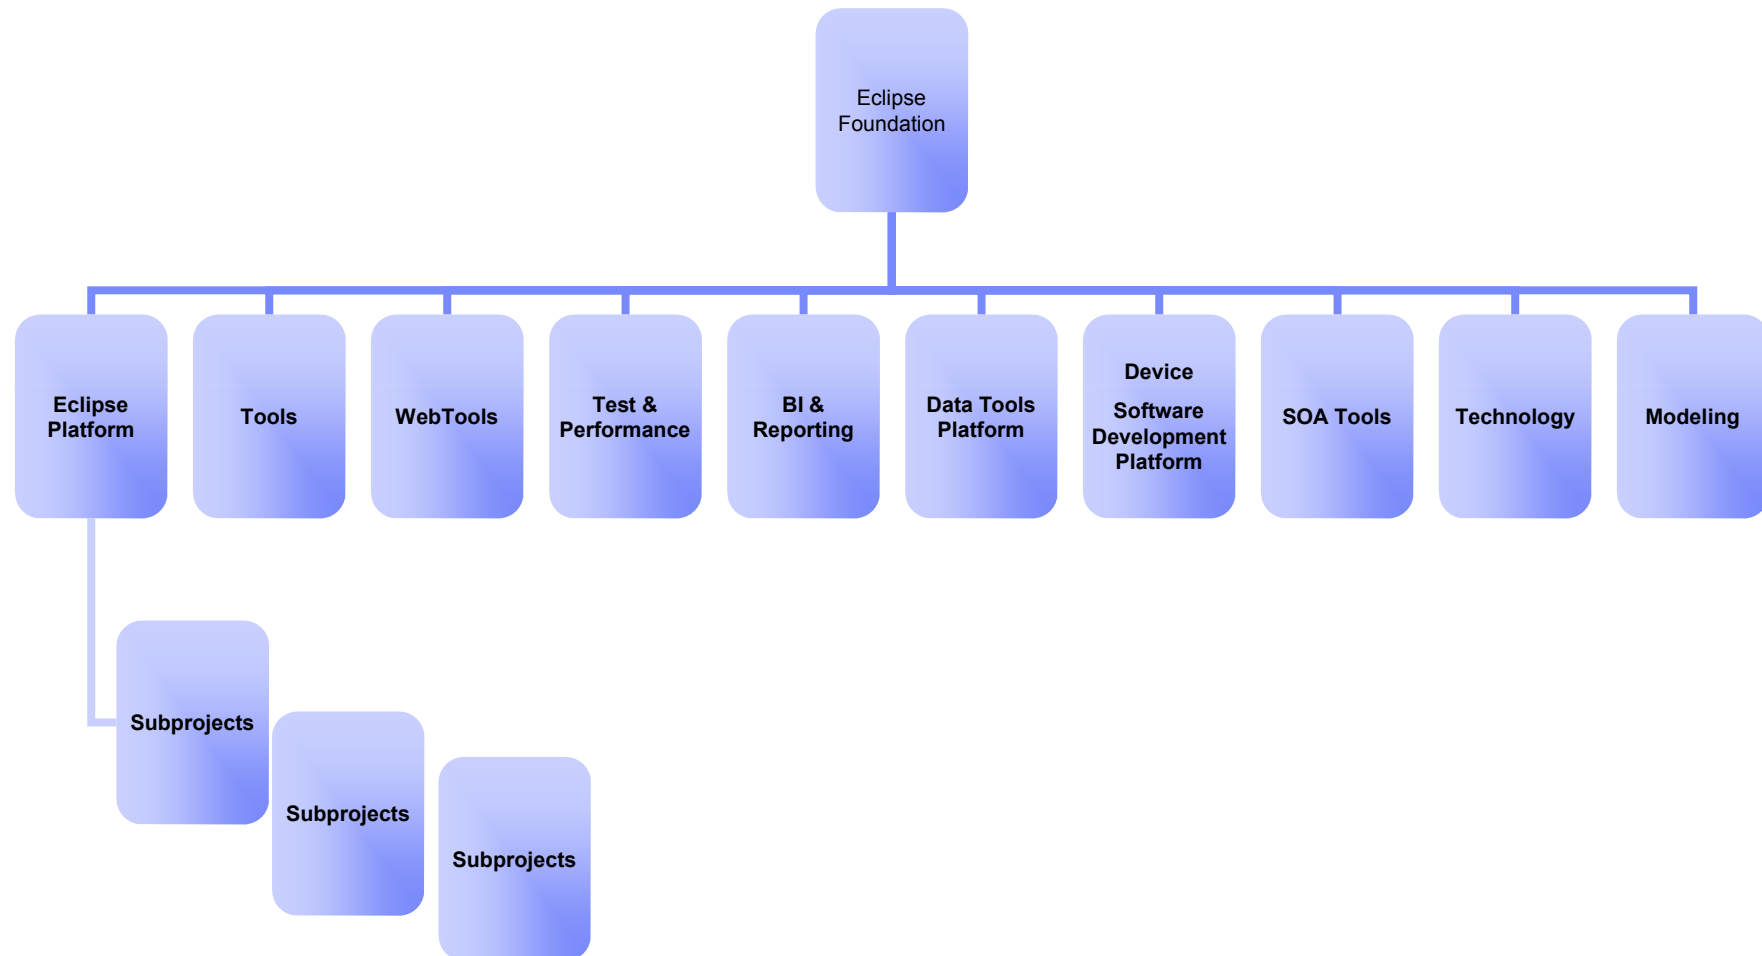 Eclipse
Foundation
Eclipse
Platform
Tools
WebTools
Test &
Performance
BI &
Reporting
Data Tools
Platform
Device
Software
Development
Platform
SOA Tools
Technology
Modeling
Subprojects
Subprojects
Subprojects